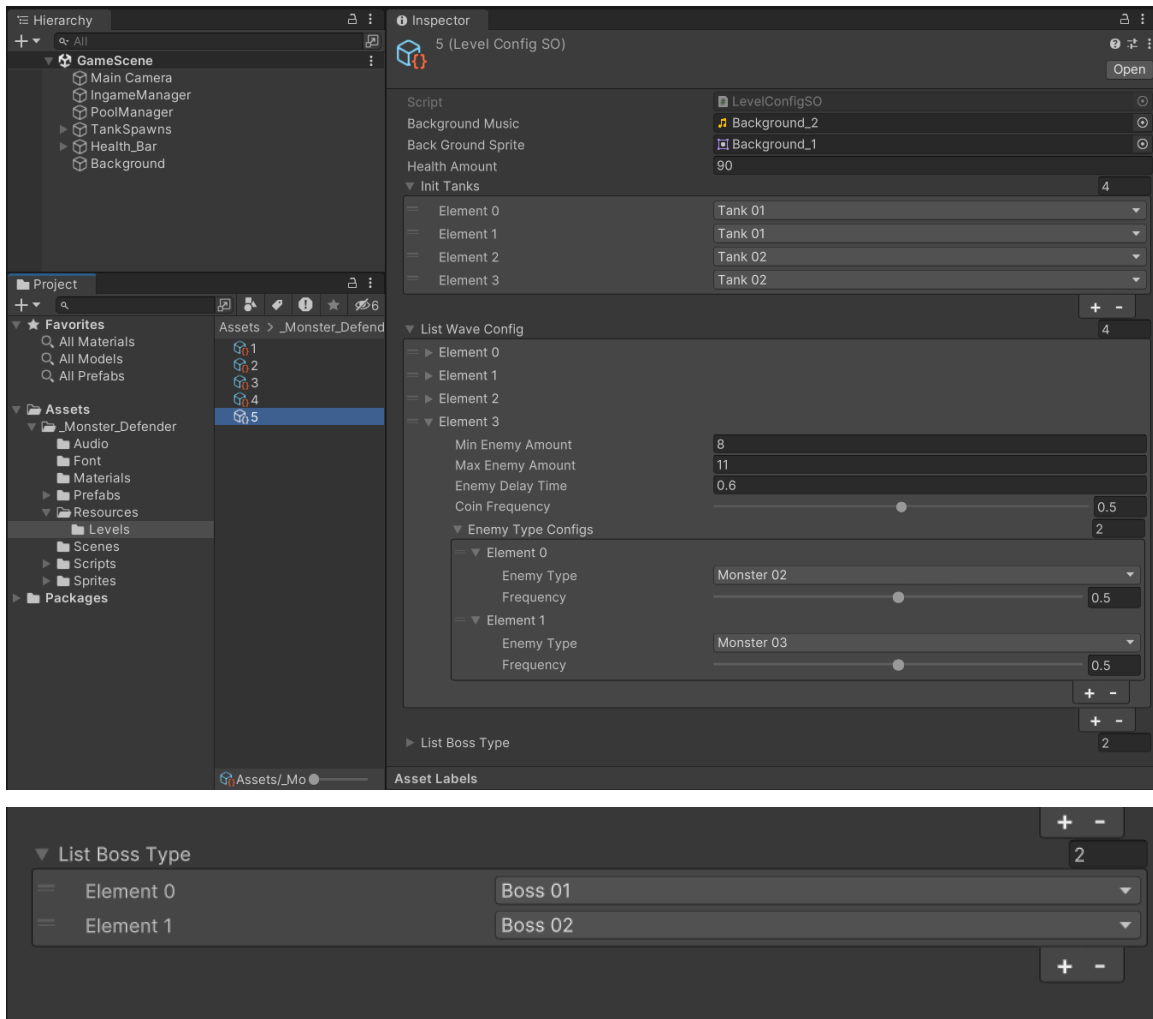 Hierarchy
All
GameScene
Main Camera
IngameManager
PoolManager
TankSpawns
Health_Bar
Background
Project
6
Favorites
All Materials
All Models
All Prefabs
Assets
_Monster_Defender
Audio
Font
Materials
Prefabs
Resources
Levels
Scenes
Scripts
Sprites
Packages
Assets > _Monster_Defend
1
2
3
4
5
Assets/_Mo
Inspector
5 (Level Config SO)
Open
Script LevelConfigSO
Background Music Background_2
Back Ground Sprite Background_1
Health Amount 90
Init Tanks 4
Element 0 Tank 01
Element 1 Tank 01
Element 2 Tank 02
Element 3 Tank 02
+ -
List Wave Config 4
Element 0
Element 1
Element 2
Element 3
Min Enemy Amount 8
Max Enemy Amount 11
Enemy Delay Time 0.6
Coin Frequency 0.5
Enemy Type Configs 2
Element 0
Enemy Type Monster 02
Frequency 0.5
Element 1
Enemy Type Monster 03
Frequency 0.5
+ -
+ -
List Boss Type 2
Asset Labels
+ -
List Boss Type 2
Element 0 Boss 01
Element 1 Boss 02
+ -